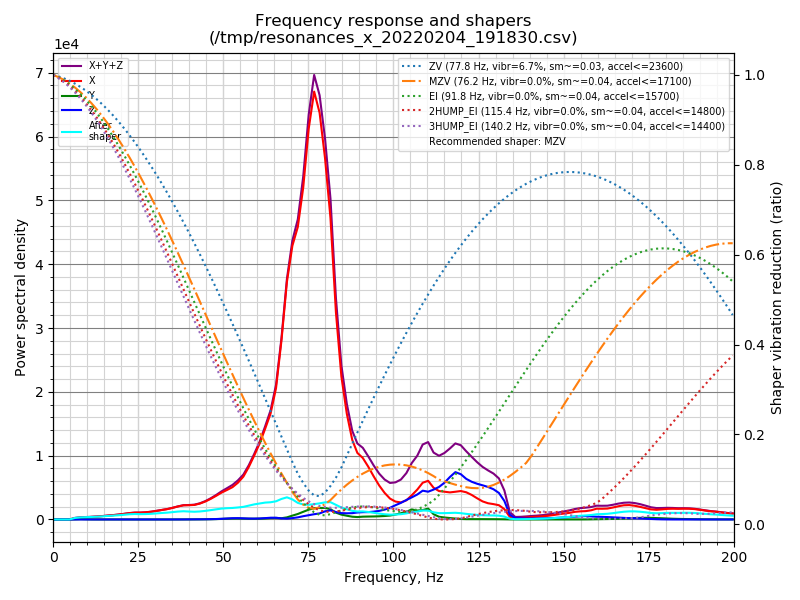 Frequency response and shapers
(/tmp/resonances_x_20220204_191830.csv)
1e4
X+Y+Z
X
Y
After
shaper
ZV (77.8 Hz, vibr=6.7%, sm~=0.03, accel<=23600)
MZV (76.2 Hz, vibr=0.0%, sm~=0.04, accel<=17100)
EI (91.8 Hz, vibr=0.0%, sm~=0.04, accel<=15700)
2HUMP_EI (115.4 Hz, vibr=0.0%, sm~=0.04, accel<=14800)
3HUMP_EI (140.2 Hz, vibr=0.0%, sm~=0.04, accel<=14400)
Recommended shaper: MZV
7
6
5
4
3
2
1
0
Power spectral density
1.0
0.8
0.6
0.4
0.2
0.0
Shaper vibration reduction (ratio)
0 25 50 75 100 125 150 175 200
Frequency, Hz